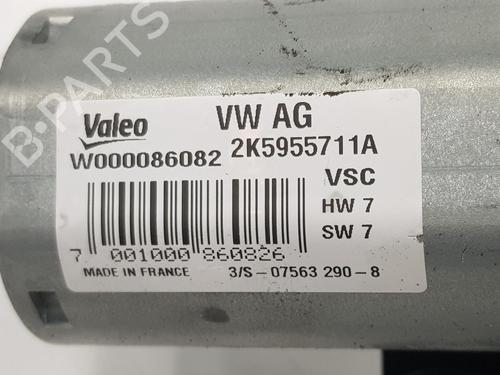 Valeo VW AG
W000086082 2K5955711A
VSC
HW 7
SW 7
7 001000 860826
MADE IN FRANCE 3/S-07563 290-8
B-PARTS